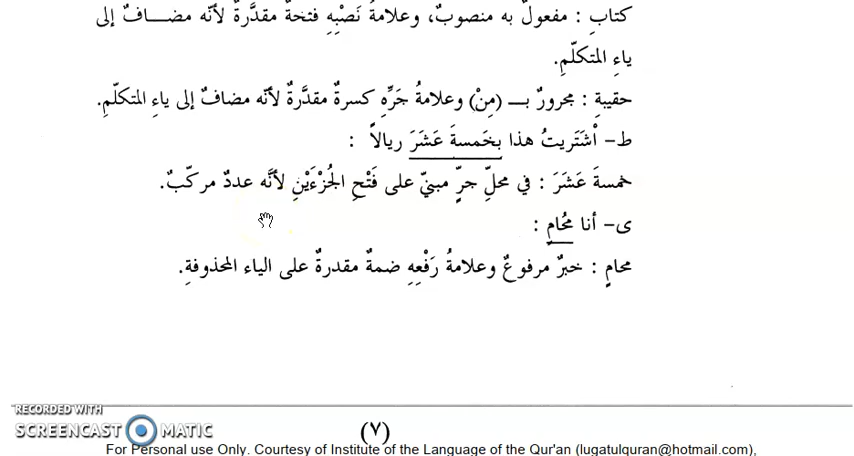 كتابِ : مفعولٌ به منصوبٌ، وعلامةُ نَصْبِهِ فتحةٌ مقدَّرةٌ لأنّه مضـــافٌ إلى
ياءِ المتكلّمِ.
حقيبةِ : مجرورٌ بـــ (مِنْ) وعلامةُ جَرِّهِ كسرةٌ مقدَّرةٌ لأنّه مضافٌ إلى ياءِ المتكلّمِ.
ط– اْشتَريتُ هذا بخَمسةَ عَشَرَ ريالاً :
خمسةَ عَشَرَ : في محلِّ جرٍّ مبنيّ على فَتْحِ الجُزْءَيْنِ لأنَّه عددٌ مركّبٌ.
ى– أنا مُحامٍ :
محامٍ : خبرٌ مرفوعٌ وعلامةُ رَفْعِهِ ضمةٌ مقدرةٌ على الياء المحذوفةِ.
RECORDED WITH
SCREENCAST MATIC
(٧)
For Personal use Only. Courtesy of Institute of the Language of the Qur'an (lugatulquran@hotmail.com),